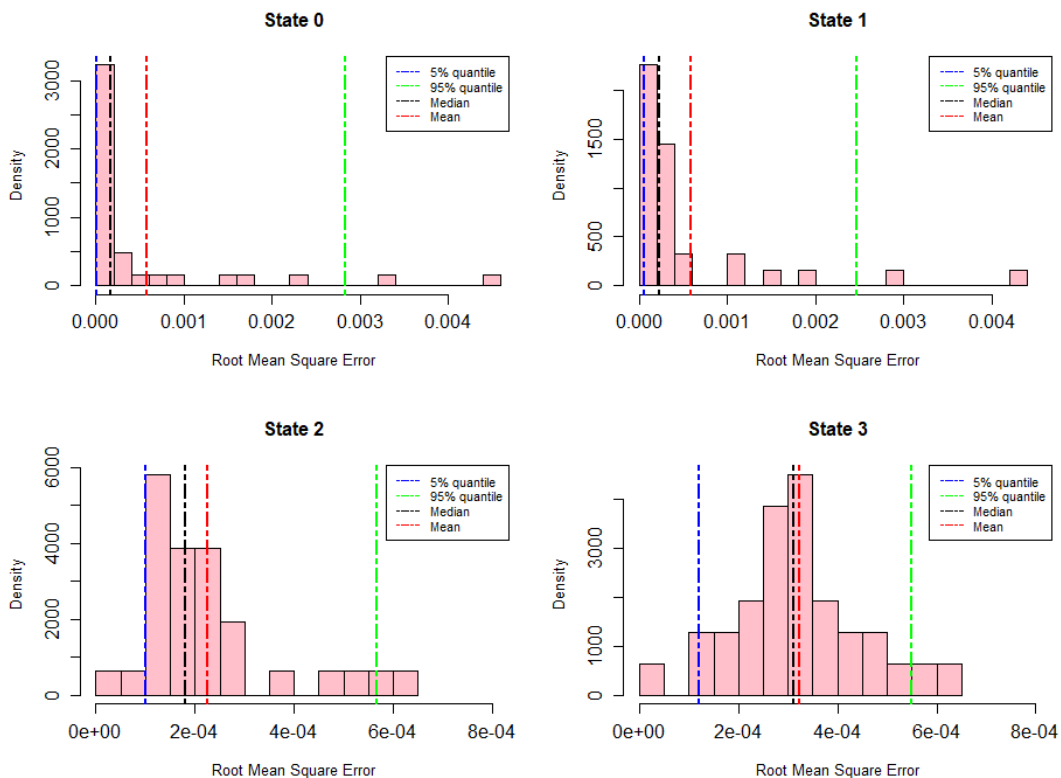 State 0
5% quantile
95% quantile
Median
Mean
Density
0 1000 2000 3000
0.000 0.001 0.002 0.003 0.004
Root Mean Square Error
State 1
5% quantile
95% quantile
Median
Mean
Density
0 500 1500
0.000 0.001 0.002 0.003 0.004
Root Mean Square Error
State 2
5% quantile
95% quantile
Median
Mean
Density
0 2000 4000 6000
0e+00 2e-04 4e-04 6e-04 8e-04
Root Mean Square Error
State 3
5% quantile
95% quantile
Median
Mean
Density
0 1000 3000
0e+00 2e-04 4e-04 6e-04 8e-04
Root Mean Square Error